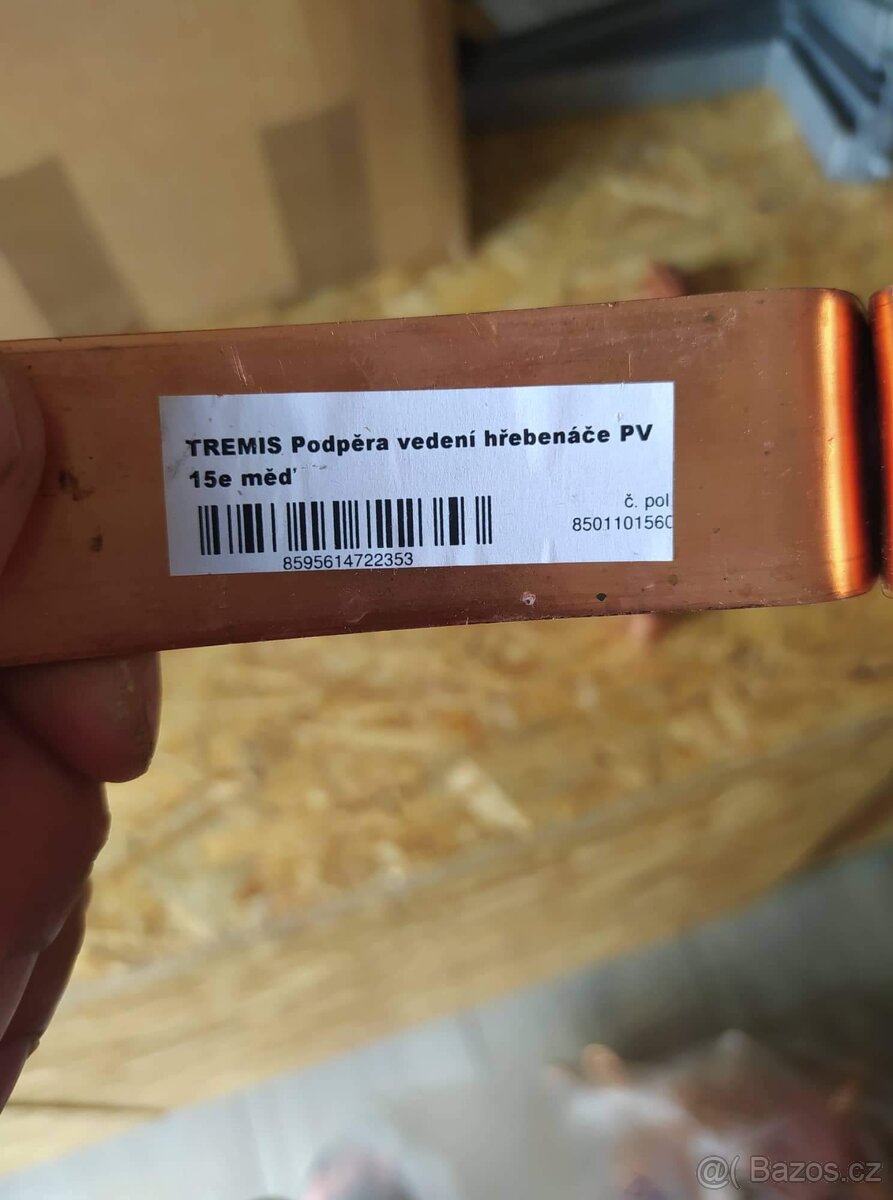 TREMIS Podpěra vedení hřebenáče PV
15e měď
č. pol
8501101560
8595614722353
@( Bazos.cz